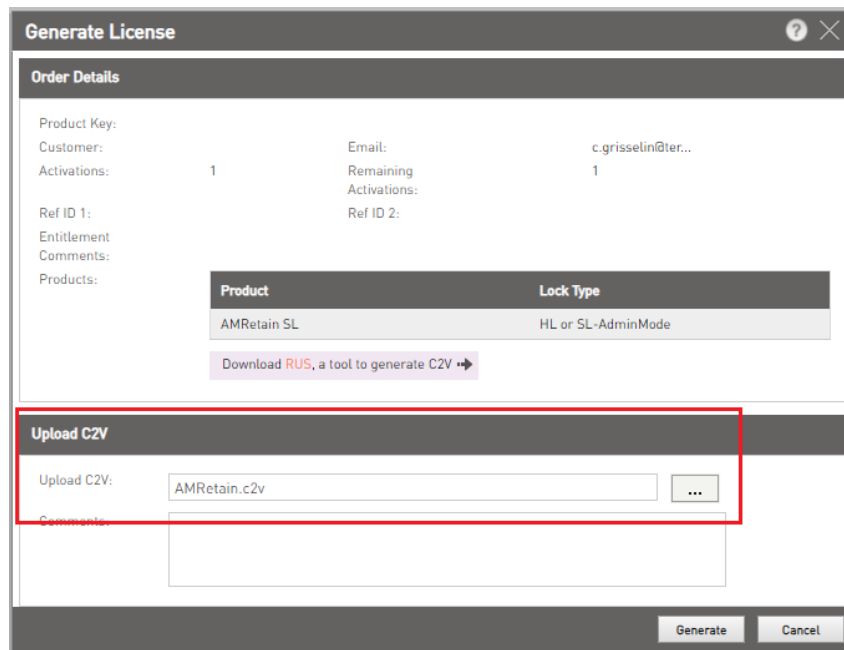 Generate License
?
Order Details
Product Key:
Customer: Email: c.grisselin@ter...
Activations: 1 Remaining Activations: 1
Ref ID 1: Ref ID 2:
Entitlement Comments:
Products:
Product Lock Type
AMRetain SL HL or SL-AdminMode
Download RUS, a tool to generate C2V
Upload C2V
Upload C2V: AMRetain.c2v ...
Comments:
Generate Cancel